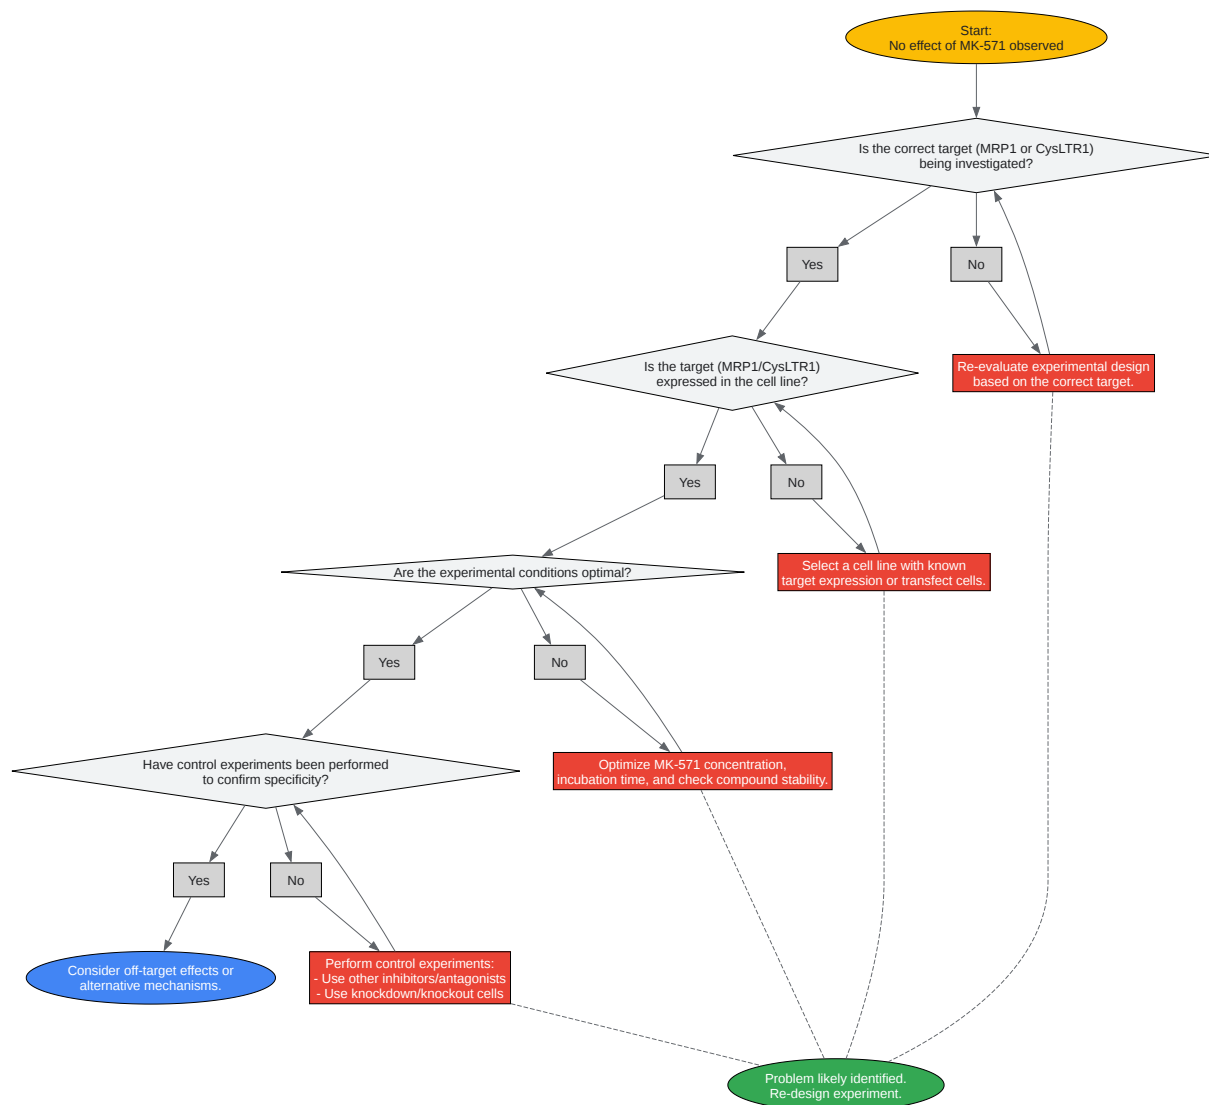 Start:
No effect of MK-571 observed
Is the correct target (MRP1 or CysLTR1)
being investigated?
Yes
No
Re-evaluate experimental design
based on the correct target.
Is the target (MRP1/CysLTR1)
expressed in the cell line?
Yes
No
Select a cell line with known
target expression or transfect cells.
Are the experimental conditions optimal?
Yes
No
Optimize MK-571 concentration,
incubation time, and check compound stability.
Have control experiments been performed
to confirm specificity?
Yes
No
Consider off-target effects or
alternative mechanisms.
Perform control experiments:
- Use other inhibitors/antagonists
- Use knockdown/knockout cells
Problem likely identified.
Re-design experiment.